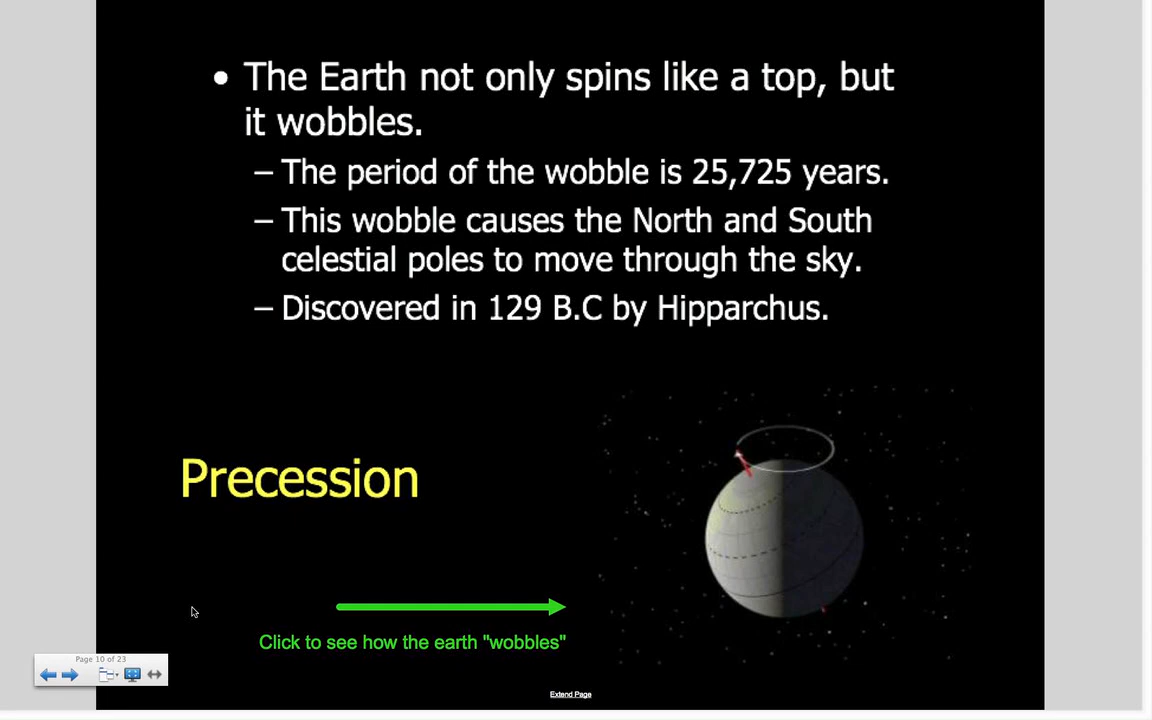 • The Earth not only spins like a top, but
it wobbles.
– The period of the wobble is 25,725 years.
– This wobble causes the North and South
celestial poles to move through the sky.
– Discovered in 129 B.C by Hipparchus.
Precession
Click to see how the earth "wobbles"
Page 10 of 23
Extend Page